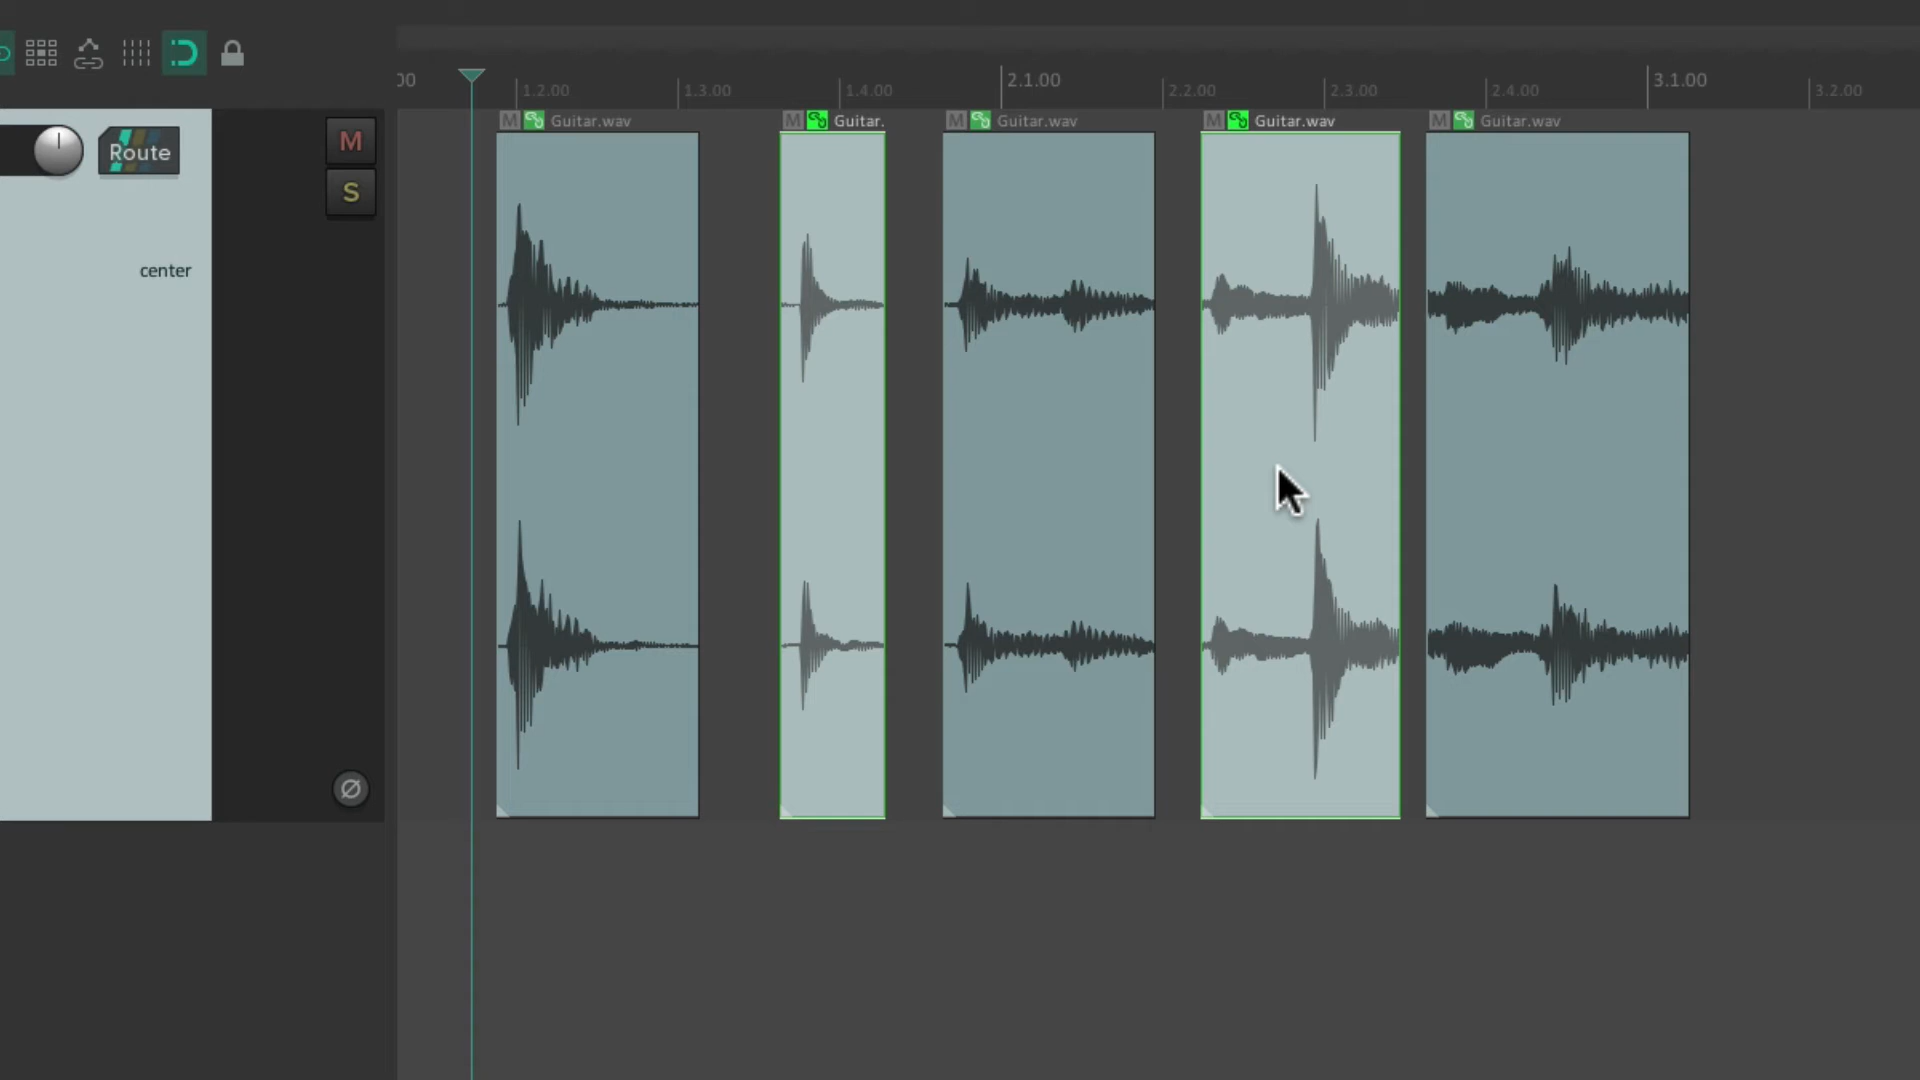 00 1.2.00 1.3.00 1.4.00 2.1.00 2.2.00 2.3.00 2.4.00 3.1.00 3.2.00
M Guitar.wav M Guitar. M Guitar.wav M Guitar.wav M Guitar.wav
Route M
S
center